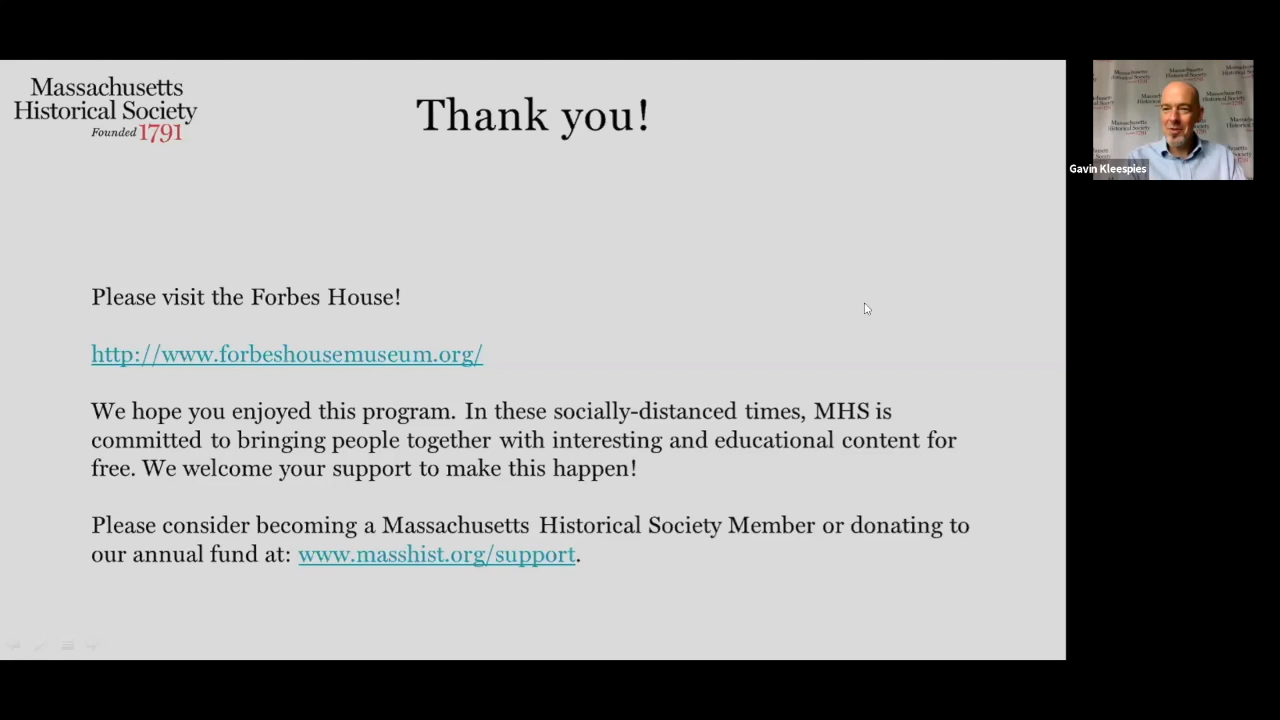 Massachusetts
Historical Society
Founded 1791
Thank you!
Gavin Kleespies
Please visit the Forbes House!
http://www.forbeshousemuseum.org/
We hope you enjoyed this program. In these socially-distanced times, MHS is
committed to bringing people together with interesting and educational content for
free. We welcome your support to make this happen!
Please consider becoming a Massachusetts Historical Society Member or donating to
our annual fund at: www.masshist.org/support.